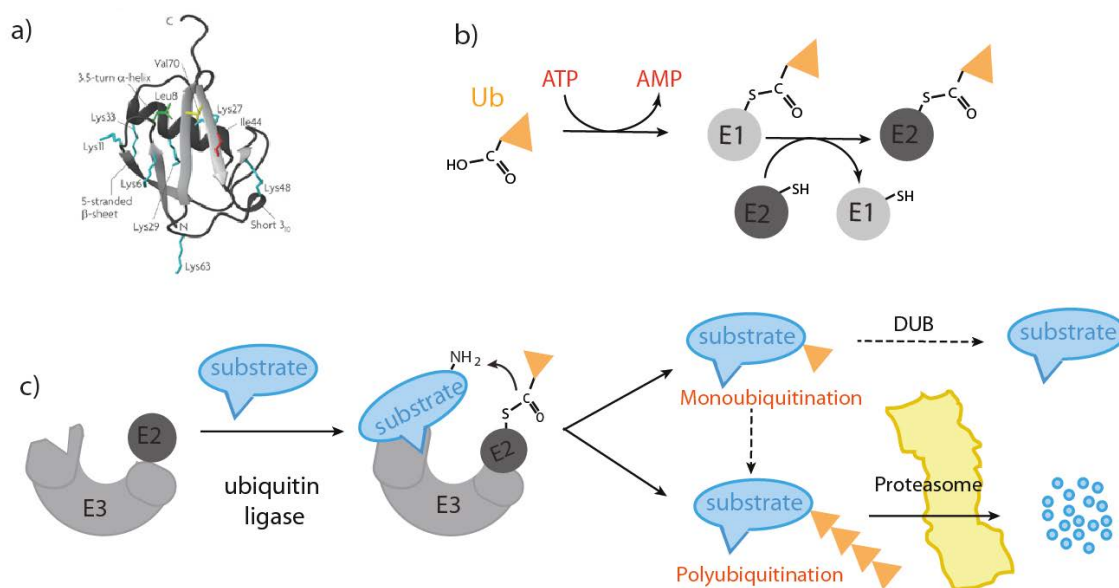 a)
C
Val70
3.5-turn α-helix
Leu8
Lys33
Lys27
Ile44
Lys11
Lys6
Lys48
5-stranded
β-sheet
Lys29
N
Short 3₁₀
Lys63
b)
Ub
ATP
AMP
HO
C
O
S
C
O
E1
S
C
O
E2
E2
SH
E1
SH
c)
E2
E3
substrate
ubiquitin
ligase
NH₂
substrate
S
C
O
E2
E3
substrate
Monoubiquitination
DUB
substrate
substrate
Polyubiquitination
Proteasome